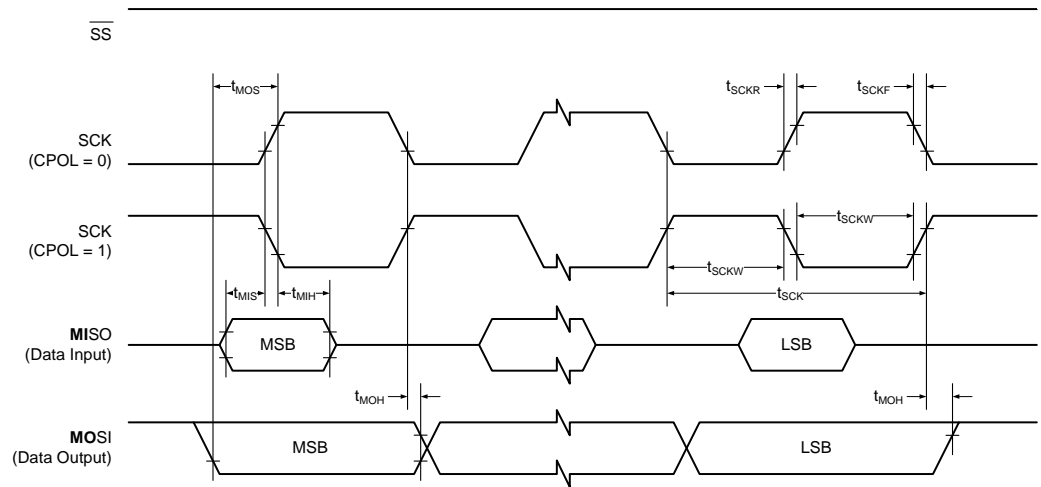 SS
tMOS
tSCKR
tSCKF
SCK
(CPOL = 0)
SCK
(CPOL = 1)
tSCKW
tSCKW
tSCK
tMIS
tMIH
MISO
(Data Input)
MSB
LSB
tMOH
tMOH
MOSI
(Data Output)
MSB
LSB